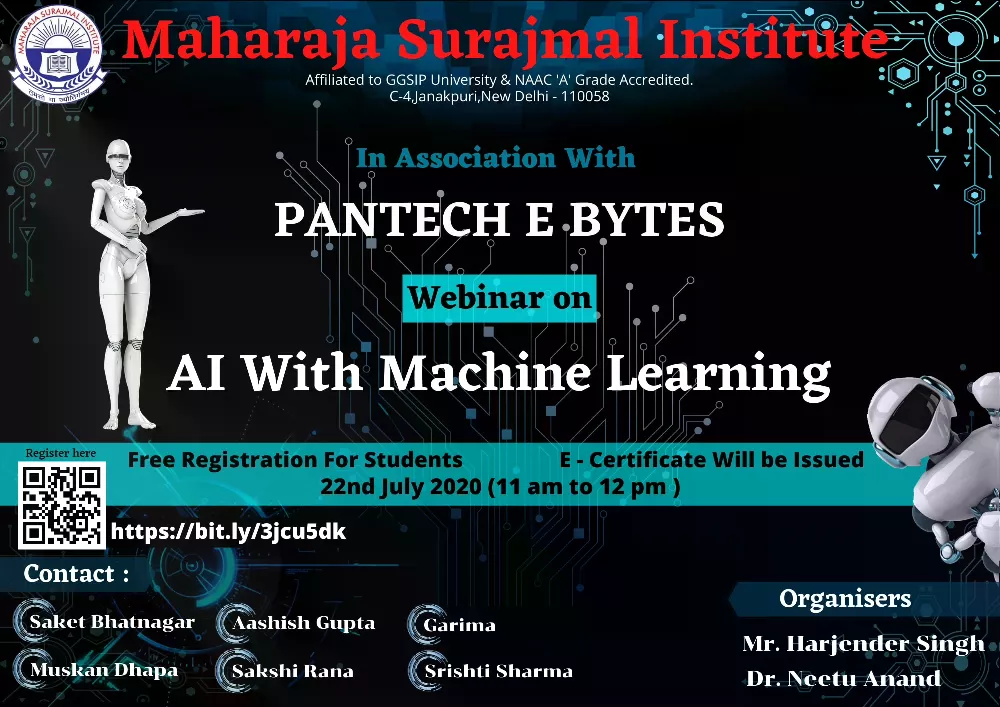 MAHARAJA SURAJMAL INSTITUTE
Maharaja Surajmal Institute
Affiliated to GGSIP University & NAAC 'A' Grade Accredited.
C-4,Janakpuri,New Delhi - 110058
In Association With
PANTECH E BYTES
Webinar on
AI With Machine Learning
Register here
Free Registration For Students
E - Certificate Will be Issued
22nd July 2020 (11 am to 12 pm )
https://bit.ly/3jcu5dk
Contact :
Saket Bhatnagar
Aashish Gupta
Garima
Muskan Dhapa
Sakshi Rana
Srishti Sharma
Organisers
Mr. Harjender Singh
Dr. Neetu Anand